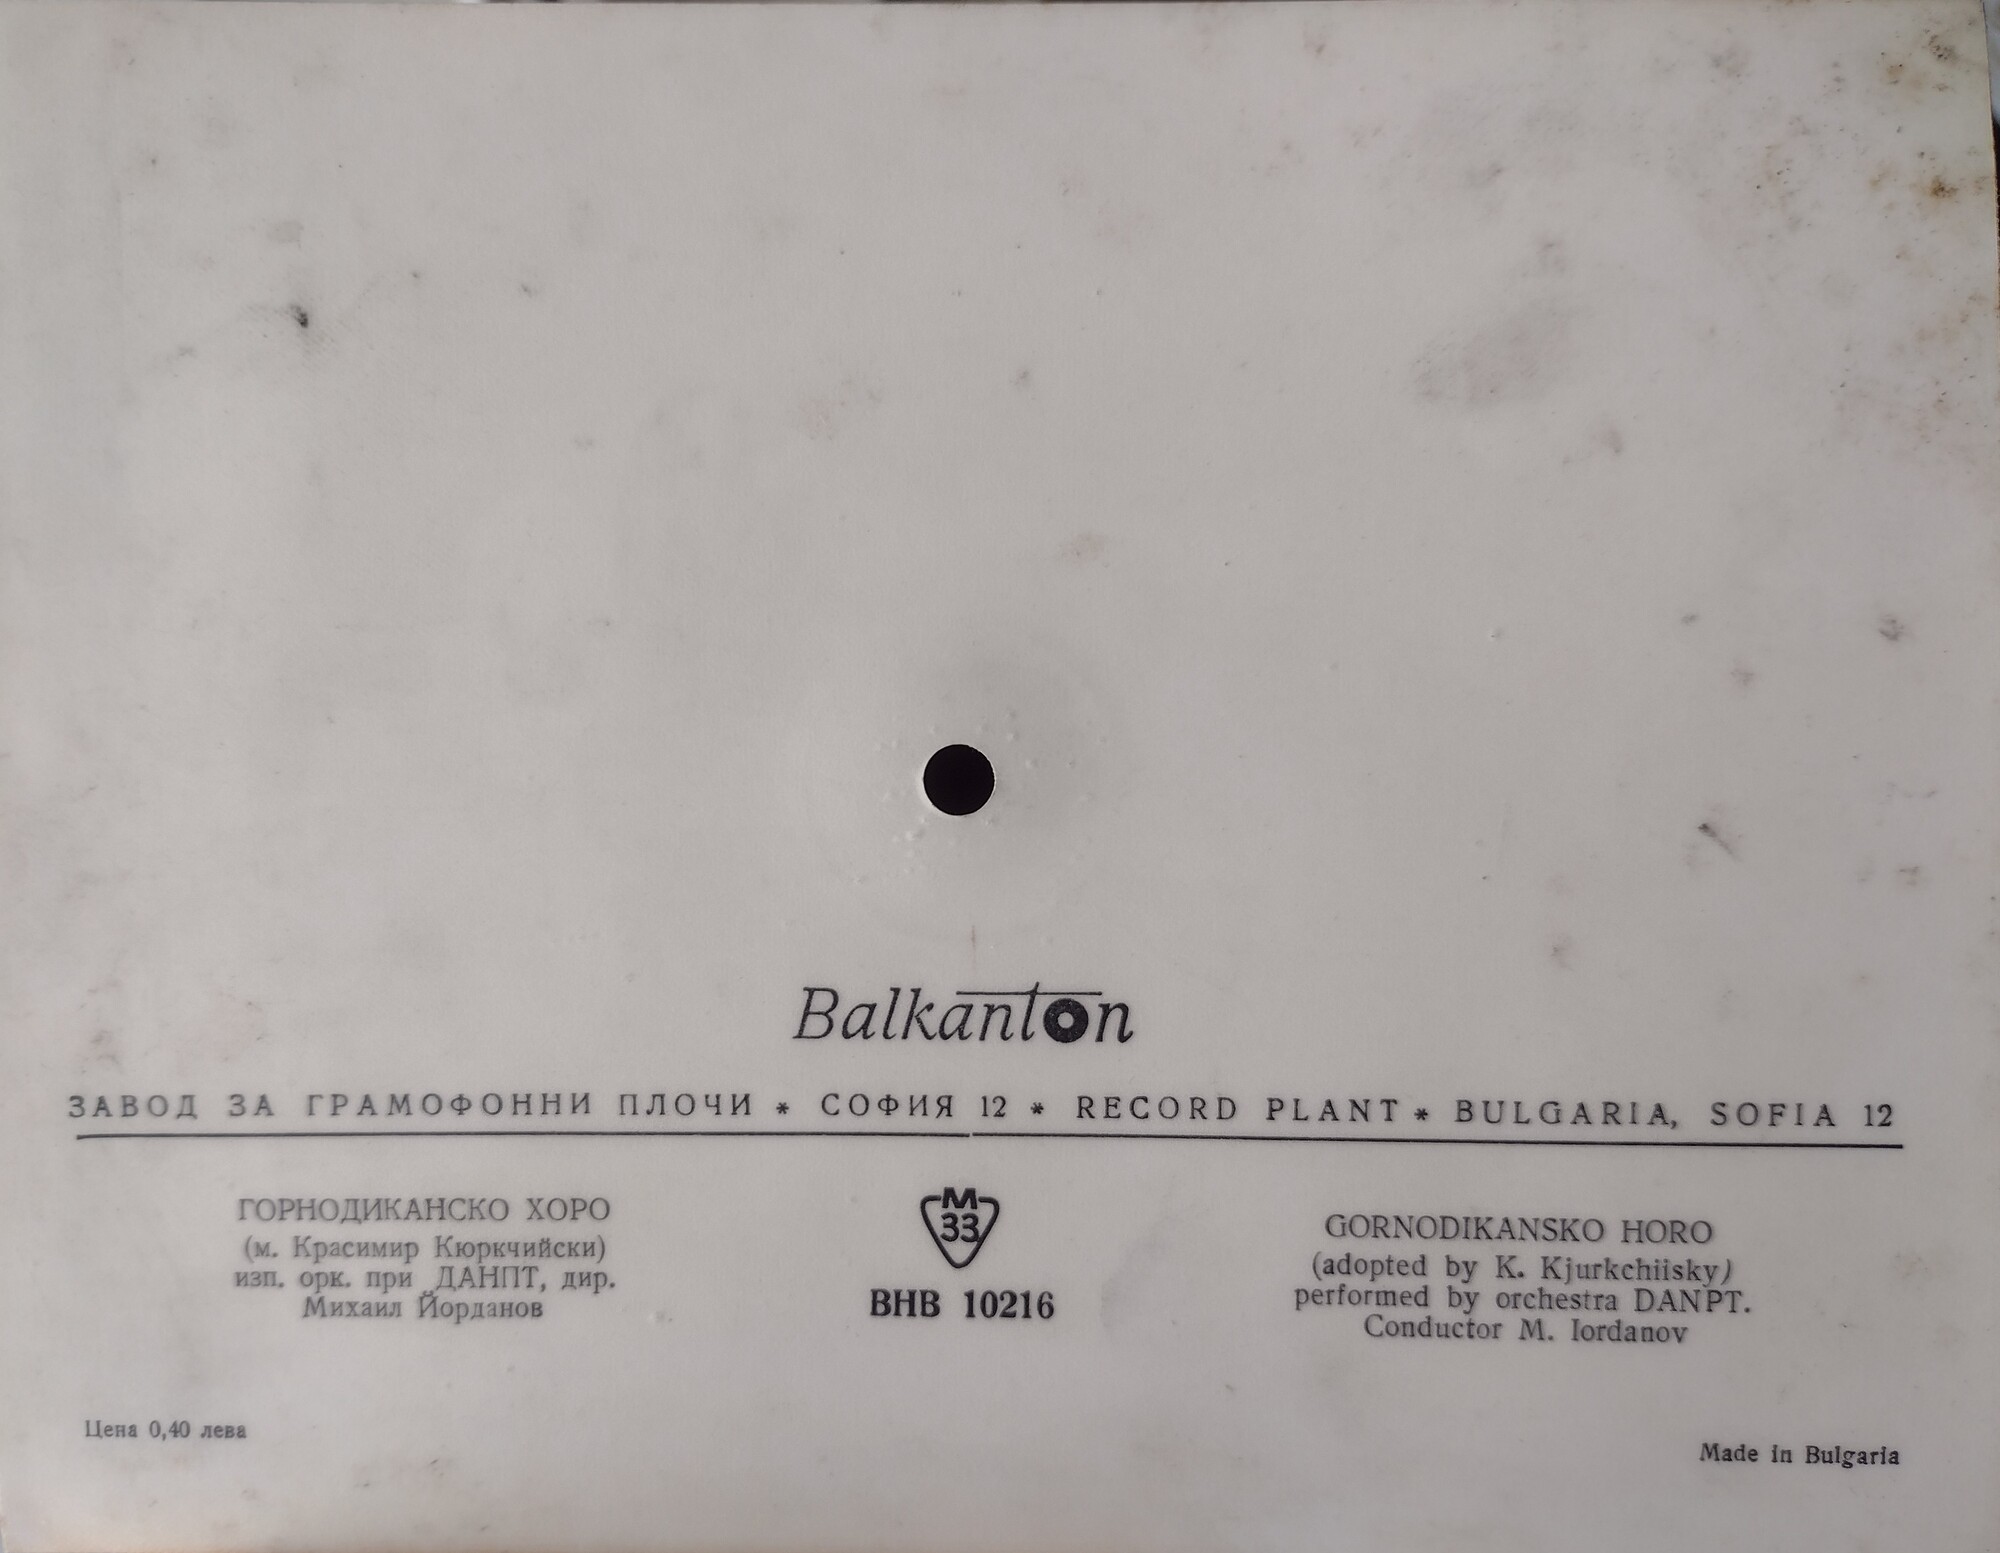 Balkanton
ЗАВОД ЗА ГРАМОФОННИ ПЛОЧИ * СОФИЯ 12 * RECORD PLANT * BULGARIA, SOFIA 12
ГОРНОДИКАНСКО ХОРО
(м. Красимир Кюркчийски)
изп. орк. при ДАНПТ, дир.
Михаил Йорданов
М
33
ВНВ 10216
GORNODIKANSKO HORO
(adopted by K. Kjurkchiisky)
performed by orchestra DANPT.
Conductor M. Iordanov
Цена 0,40 лева
Made in Bulgaria